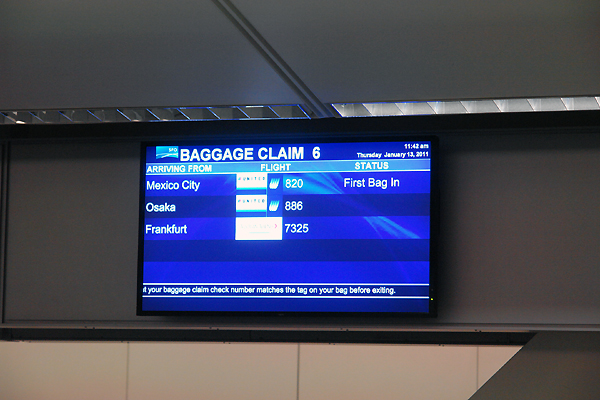 11:42 am
SFO BAGGAGE CLAIM 6
Thursday January 13, 2011
ARRIVING FROM FLIGHT STATUS
Mexico City UNITED 820 First Bag In
Osaka UNITED 886
Frankfurt 7325
your baggage claim check number matches the tag on your bag before exiting.